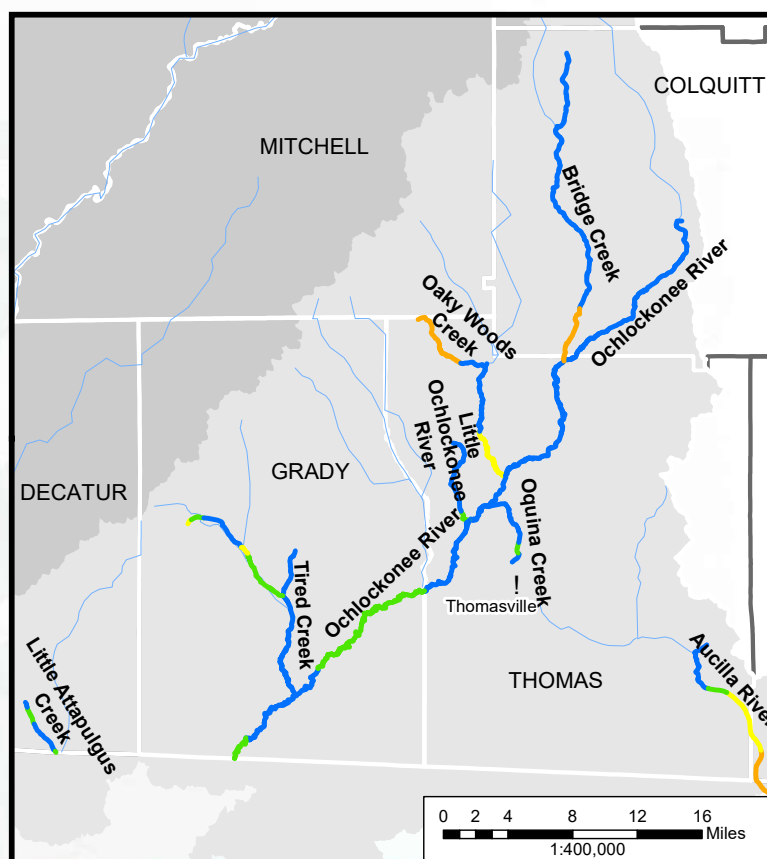 COLQUITT
MITCHELL
Bridge Creek
Ochlockonee River
Oaky Woods
Creek
Little
Ochlockonee
River
GRADY
DECATUR
Oquina Creek
Ochlockonee River
Tired Creek
!
Thomasville
Little Attapulgus
Creek
THOMAS
Aucilla River
0 2 4 8 12 16
Miles
1:400,000